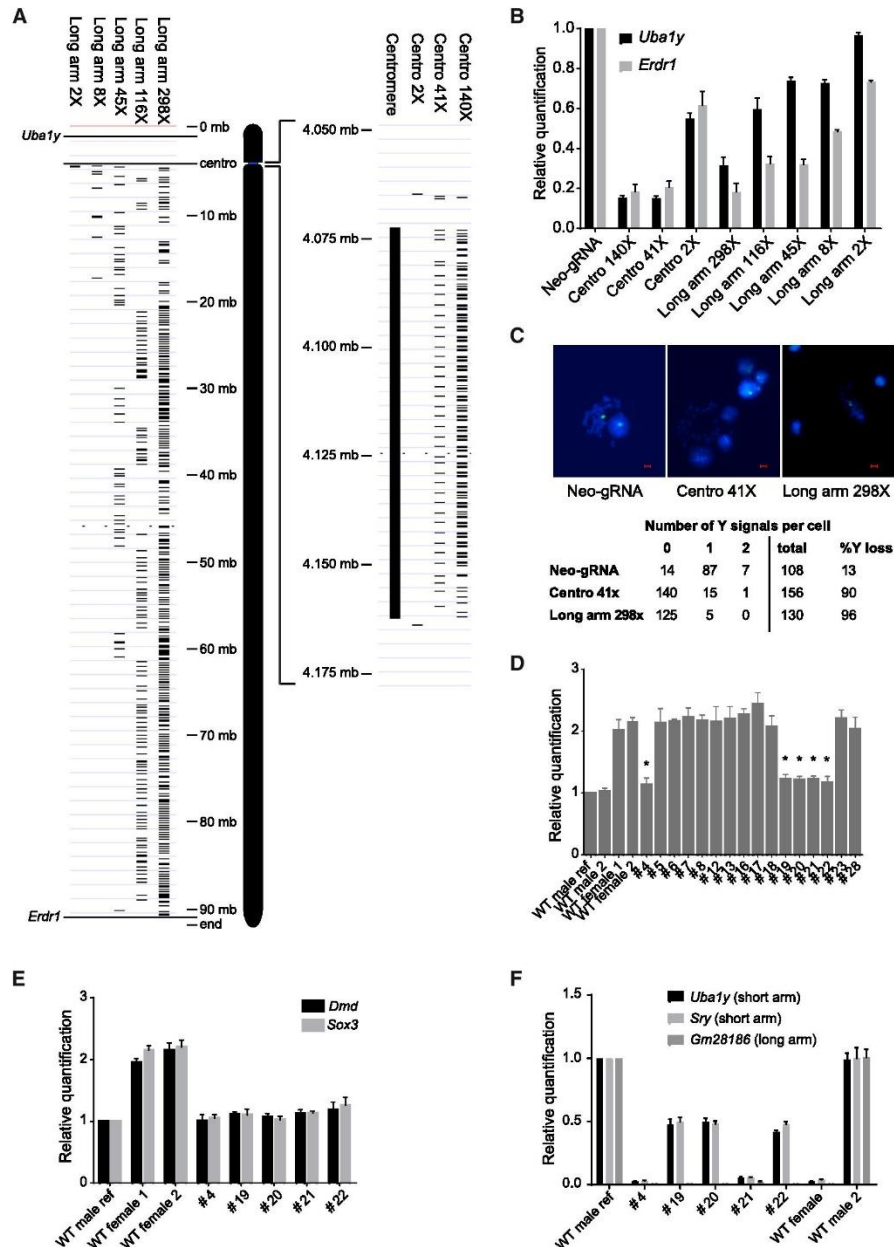 A
Long arm 2X
Long arm 8X
Long arm 45X
Long arm 116X
Long arm 298X
Uba1y
0 mb
centro
10 mb
20 mb
30 mb
40 mb
50 mb
60 mb
70 mb
80 mb
90 mb
Erdr1
end
Centromere
Centro 2X
Centro 41X
Centro 140X
4.050 mb
4.075 mb
4.100 mb
4.125 mb
4.150 mb
4.175 mb
B
Uba1y
Erdr1
Relative quantification
1.0
0.8
0.6
0.4
0.2
0.0
Neo-gRNA
Centro 140X
Centro 41X
Centro 2X
Long arm 298X
Long arm 116X
Long arm 45X
Long arm 8X
Long arm 2X
C
Neo-gRNA Centro 41X Long arm 298X
Number of Y signals per cell
0 1 2 total %Y loss
Neo-gRNA 14 87 7 108 13
Centro 41x 140 15 1 156 90
Long arm 298x 125 5 0 130 96
D
Relative quantification
3
2
1
0
* * * * *
WT male ref
WT male 2
WT female 1
WT female 2
#4
#5
#6
#7
#8
#12
#13
#16
#17
#18
#19
#20
#21
#22
#23
#28
E
Dmd
Sox3
Relative quantification
3
2
1
0
WT male ref
WT female 1
WT female 2
#4
#19
#20
#21
#22
F
Uba1y (short arm)
Sry (short arm)
Gm28186 (long arm)
Relative quantification
1.5
1.0
0.5
0.0
WT male ref
#4
#19
#20
#21
#22
WT female
WT male 2